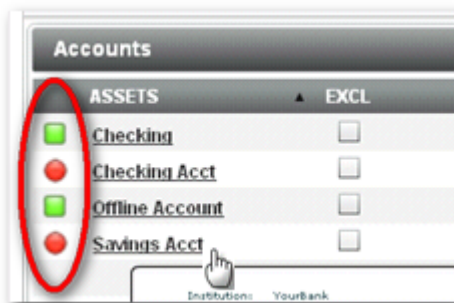 Accounts
ASSETS ▲ EXCL
Checking
Checking Acct
Offline Account
Savings Acct
Institution: YourBank